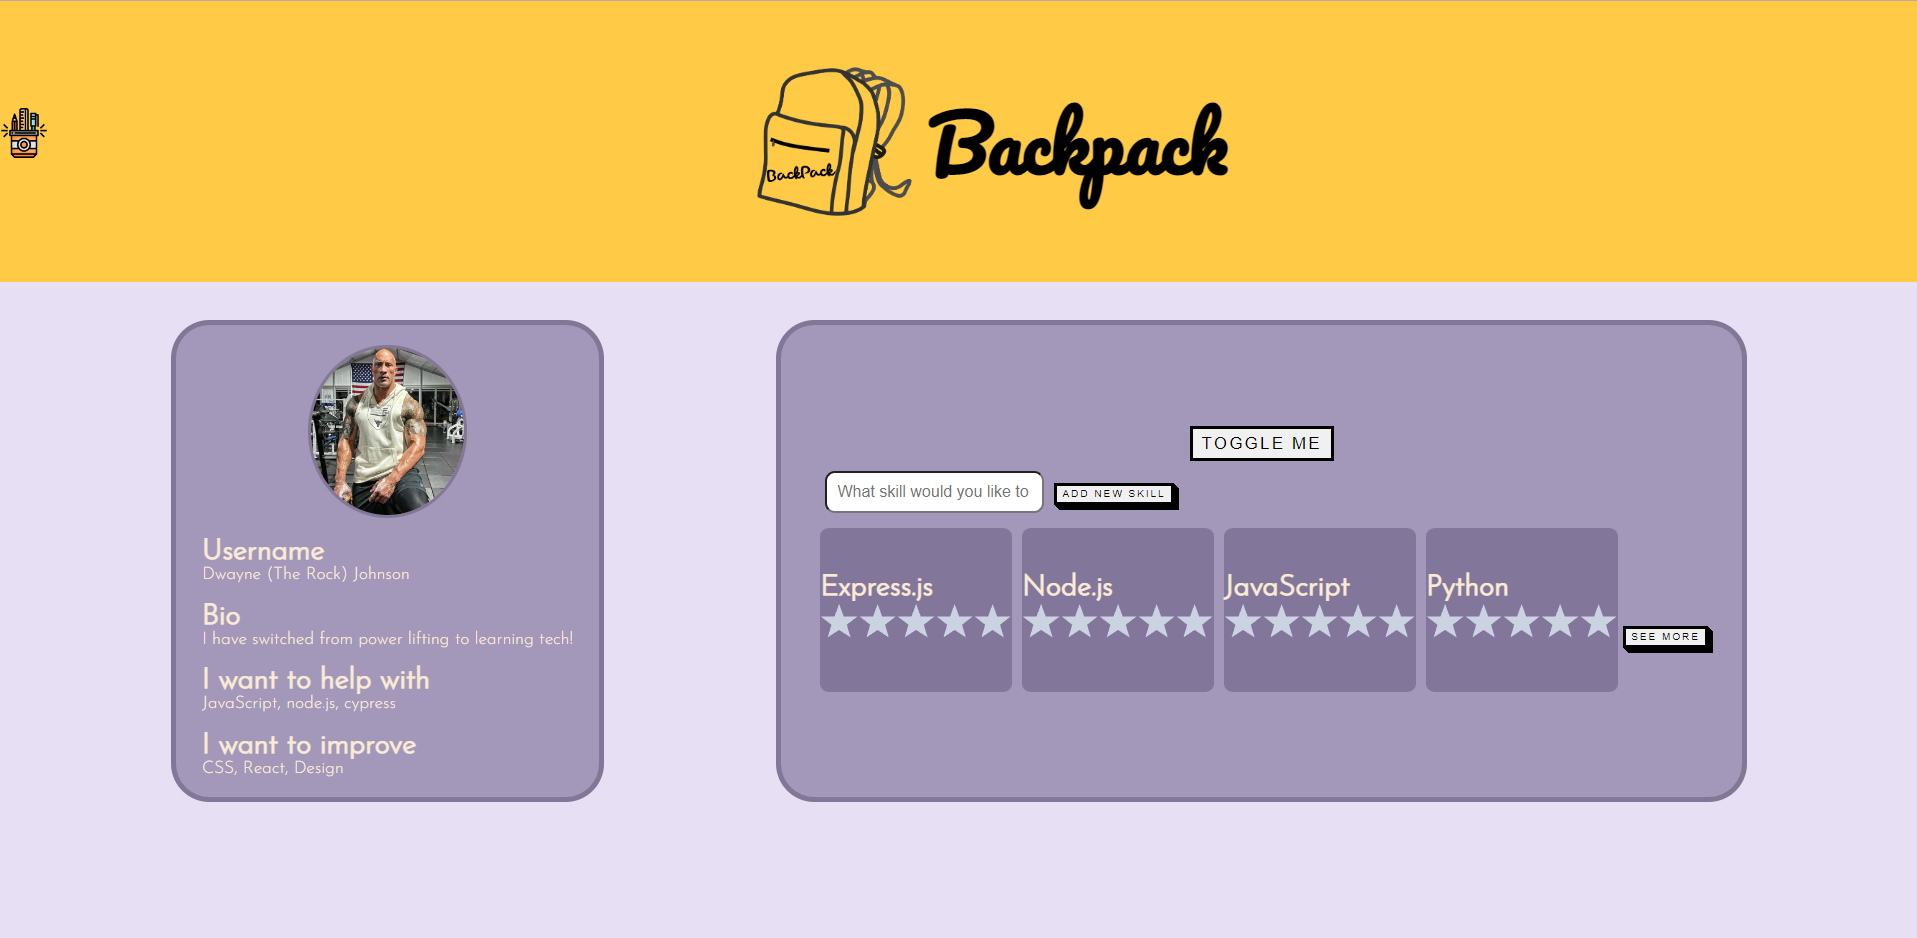 BackPack
Backpack
Username
Dwayne (The Rock) Johnson
Bio
I have switched from power lifting to learning tech!
I want to help with
JavaScript, node.js, cypress
I want to improve
CSS, React, Design
TOGGLE ME
What skill would you like to
ADD NEW SKILL
Express.js
Node.js
JavaScript
Python
SEE MORE